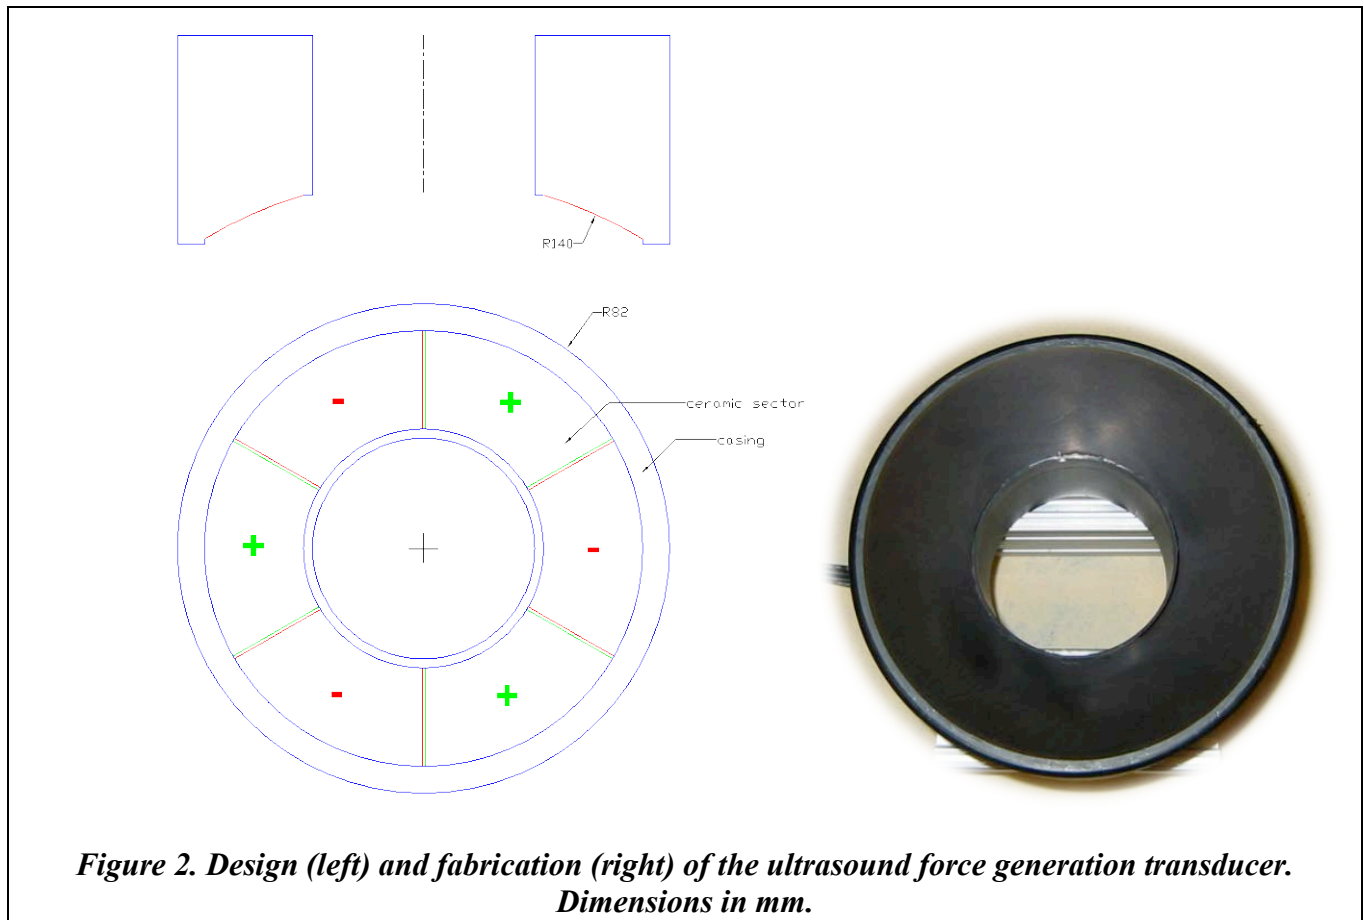 R140
R82
- +
ceramic sector
casing
+ -
- +
Figure 2. Design (left) and fabrication (right) of the ultrasound force generation transducer.
Dimensions in mm.